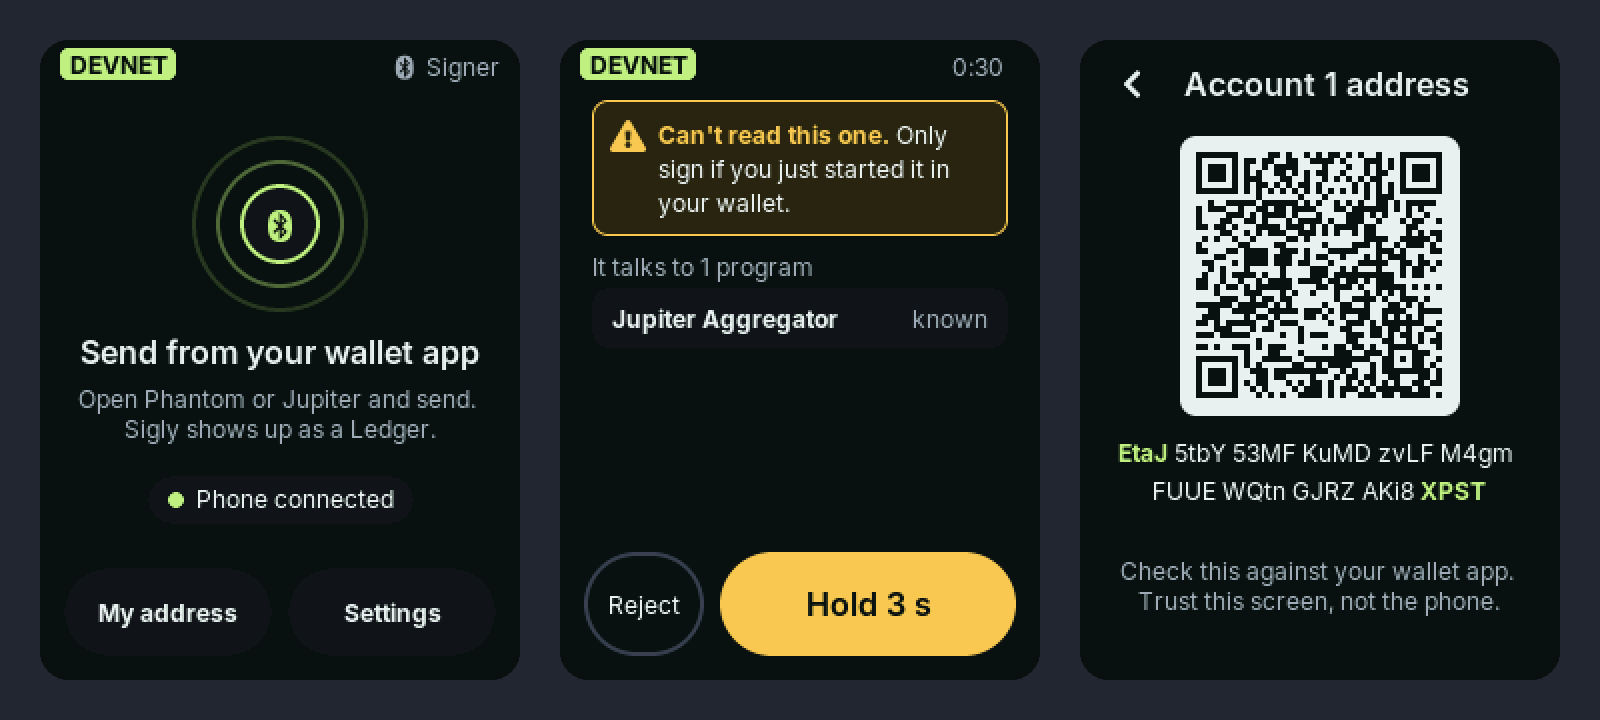 DEVNET
Signer
Send from your wallet app
Open Phantom or Jupiter and send.
Sigly shows up as a Ledger.
Phone connected
My address
Settings
DEVNET
0:30
Can't read this one. Only
sign if you just started it in
your wallet.
It talks to 1 program
Jupiter Aggregator
known
Reject
Hold 3 s
Account 1 address
EtaJ 5tbY 53MF KuMD zvLF M4gm
FUUE WQtn GJRZ AKi8 XPST
Check this against your wallet app.
Trust this screen, not the phone.